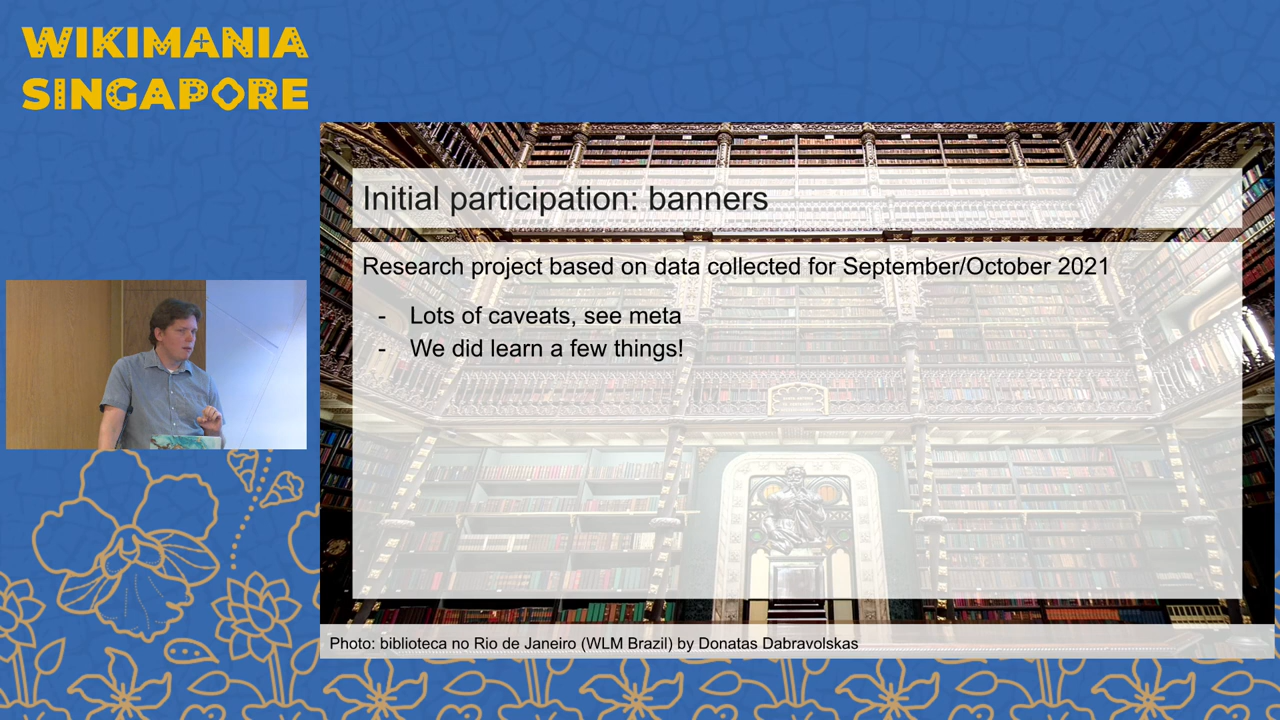 WIKIMANIA
SINGAPORE
Initial participation: banners
Research project based on data collected for September/October 2021
- Lots of caveats, see meta
- We did learn a few things!
Photo: biblioteca no Rio de Janeiro (WLM Brazil) by Donatas Dabravolskas